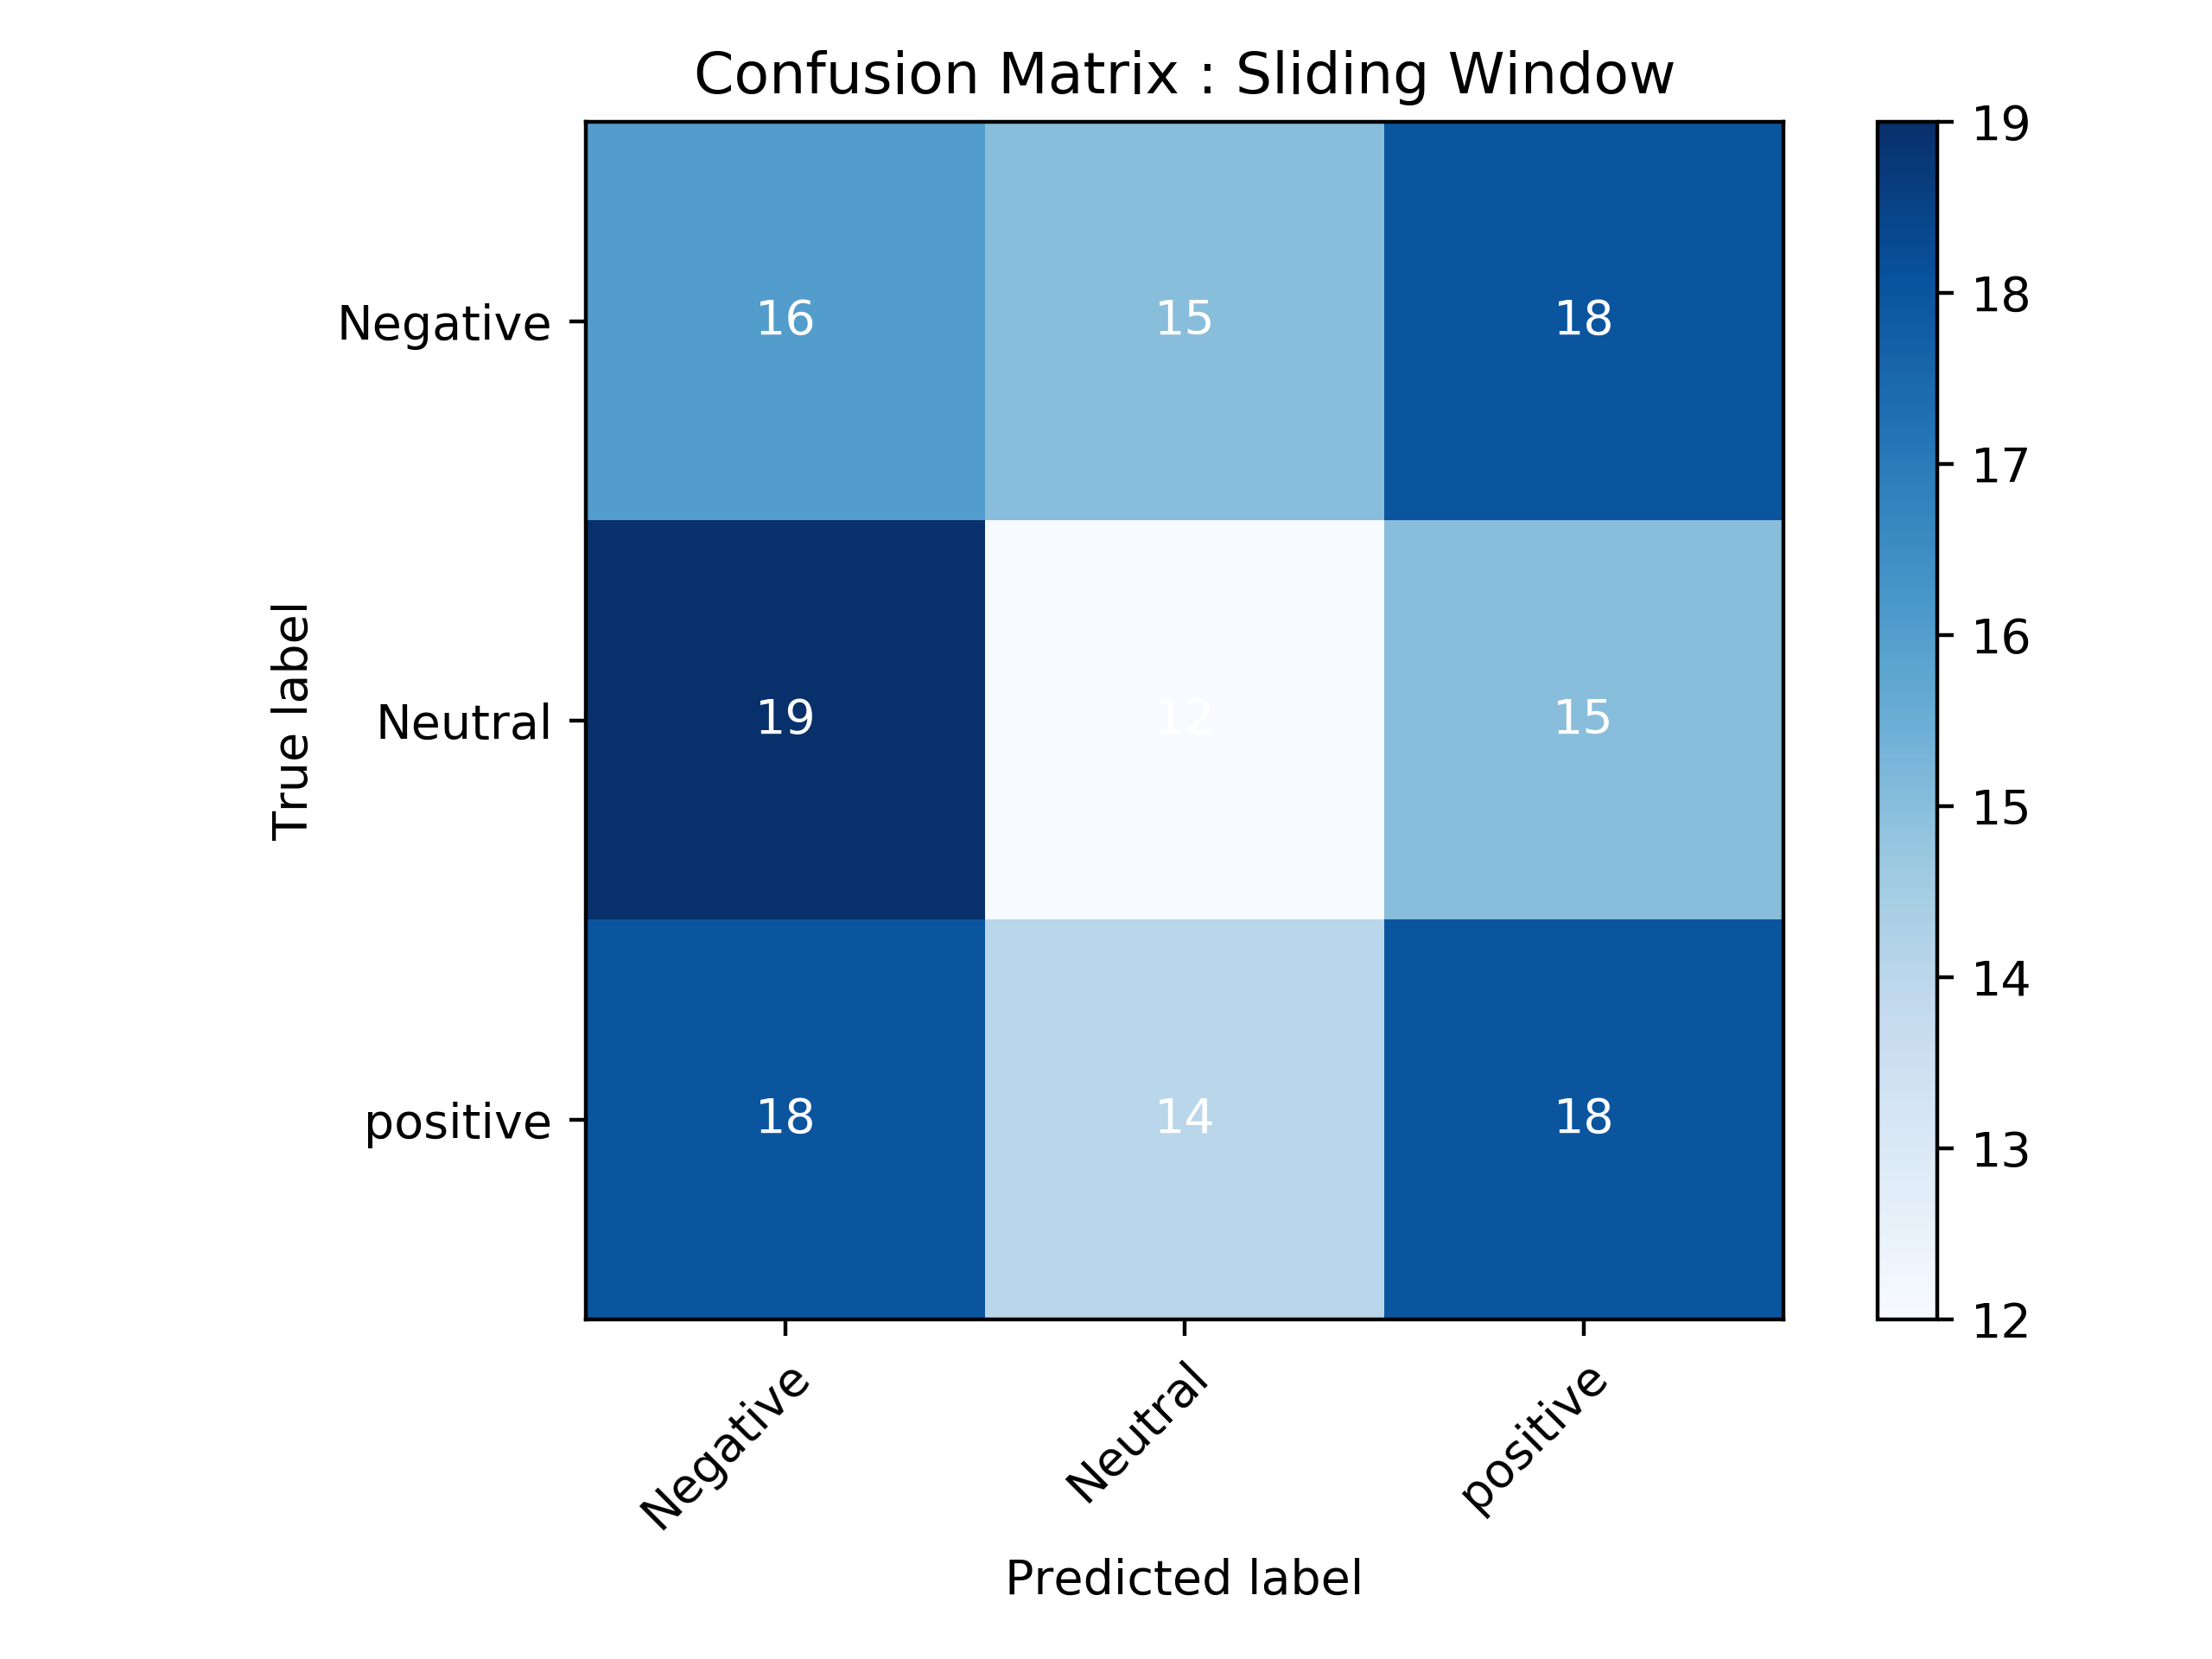 Confusion Matrix : Sliding Window
True label
Negative
Neutral
positive
16 15 18
19 12 15
18 14 18
Negative
Neutral
positive
Predicted label
19
18
17
16
15
14
13
12